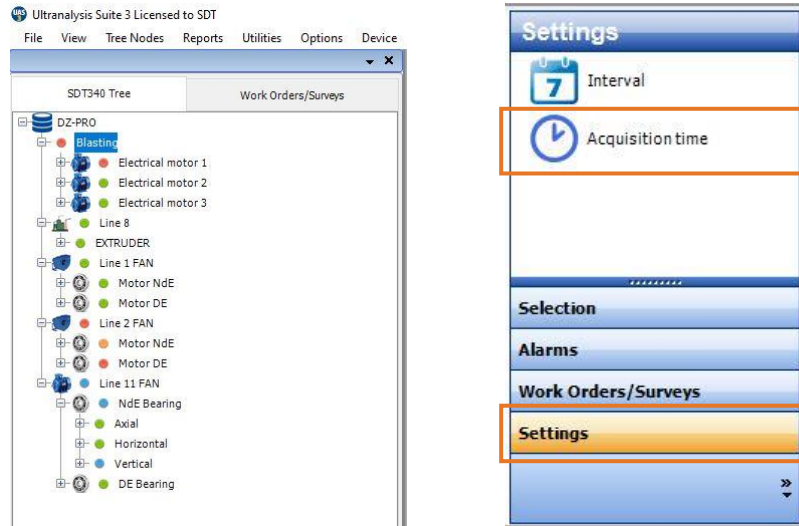 UAS
Ultranalysis Suite 3 Licensed to SDT
File View Tree Nodes Reports Utilities Options Device
SDT340 Tree Work Orders/Surveys
DZ-PRO
Blasting
Electrical motor 1
Electrical motor 2
Electrical motor 3
Line 8
EXTRUDER
Line 1 FAN
Motor NdE
Motor DE
Line 2 FAN
Motor NdE
Motor DE
Line 11 FAN
NdE Bearing
Axial
Horizontal
Vertical
DE Bearing
Settings
7 Interval
Acquisition time
Selection
Alarms
Work Orders/Surveys
Settings